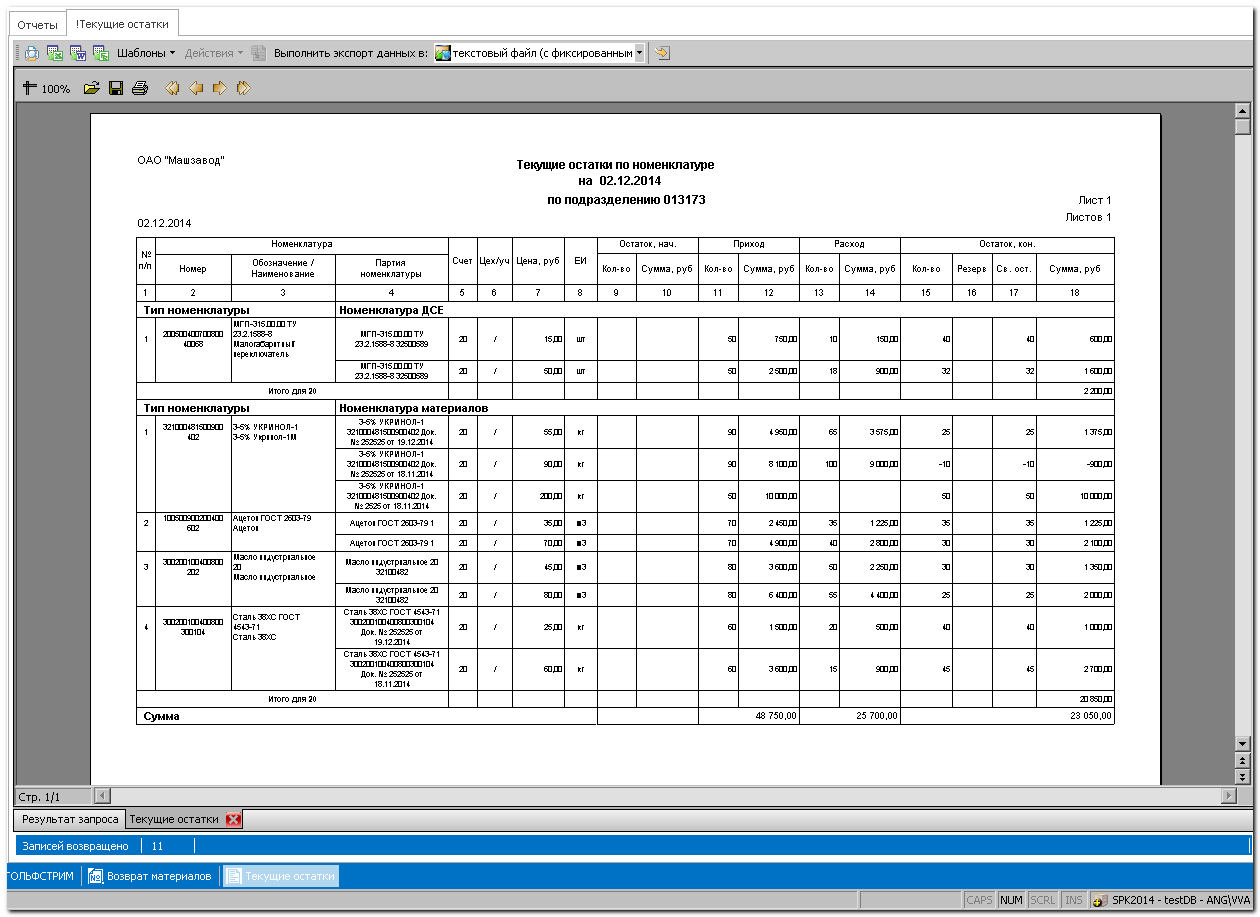 Отчеты !Текущие остатки
Шаблоны Действия Выполнить экспорт данных в: текстовый файл (с фиксированным
100%
ОАО "Машзавод"
Текущие остатки по номенклатуре
на 02.12.2014
по подразделению 013173
Лист 1
Листов 1
02.12.2014
№ п/п Номенклатура Счет Цех/уч Цена, руб ЕИ Остаток, нач. Приход Расход Остаток, кон.
Номер Обозначение / Наименование Партия номенклатуры Кол-во Сумма, руб Кол-во Сумма, руб Кол-во Сумма, руб Кол-во Резерв Св. ост. Сумма, руб
1 2 3 4 5 6 7 8 9 10 11 12 13 14 15 16 17 18
Тип номенклатуры Номенклатура ДСЕ
1 200500400700800 40068 МГП-315.00.00 ТУ 23.2.1588-8 Малогабаритный переключатель МГП-315.00.00 ТУ 23.2.1588-8 32500589 20 / 15,00 шт 50 750,00 10 150,00 40 40 600,00
МГП-315.00.00 ТУ 23.2.1588-8 32500589 20 / 50,00 шт 50 2 500,00 18 900,00 32 32 1 600,00
Итого для 20 2 200,00
Тип номенклатуры Номенклатура материалов
1 321000481500900 402 3-5% УКРИНОЛ-1 3-5% Укринол-1М 3-5% УКРИНОЛ-1 321000481500900402 Док. № 252525 от 19.12.2014 20 / 55,00 кг 90 4 950,00 65 3 575,00 25 25 1 375,00
3-5% УКРИНОЛ-1 321000481500900402 Док. № 252525 от 18.11.2014 20 / 90,00 кг 90 8 100,00 100 9 000,00 -10 -10 -900,00
3-5% УКРИНОЛ-1 321000481500900402 Док. № 2525 от 18.11.2014 20 / 200,00 кг 50 10 000,00 50 50 10 000,00
2 100500900200400 602 Ацетон ГОСТ 2603-79 Ацетон Ацетон ГОСТ 2603-79 1 20 / 35,00 м3 70 2 450,00 35 1 225,00 35 35 1 225,00
Ацетон ГОСТ 2603-79 1 20 / 70,00 м3 70 4 900,00 40 2 800,00 30 30 2 100,00
3 300200100400800 202 Масло индустриальное 20 Масло индустриальное Масло индустриальное 20 32100482 20 / 45,00 м3 80 3 600,00 50 2 250,00 30 30 1 350,00
Масло индустриальное 20 32100482 20 / 80,00 м3 80 6 400,00 55 4 400,00 25 25 2 000,00
4 300200100400800 300104 Сталь 38ХС ГОСТ 4543-71 Сталь 38ХС Сталь 38ХС ГОСТ 4543-71 300200100400800300104 Док. № 252525 от 19.12.2014 20 / 25,00 кг 60 1 500,00 20 500,00 40 40 1 000,00
Сталь 38ХС ГОСТ 4543-71 300200100400800300104 Док. № 252525 от 18.11.2014 20 / 60,00 кг 60 3 600,00 15 900,00 45 45 2 700,00
Итого для 20 20 850,00
Сумма 48 750,00 25 700,00 23 050,00
Стр. 1/1
Результат запроса Текущие остатки
Записей возвращено 11
ГОЛЬФСТРИМ Возврат материалов Текущие остатки
CAPS NUM SCRL INS SPK2014 - testDB - ANG\VVA